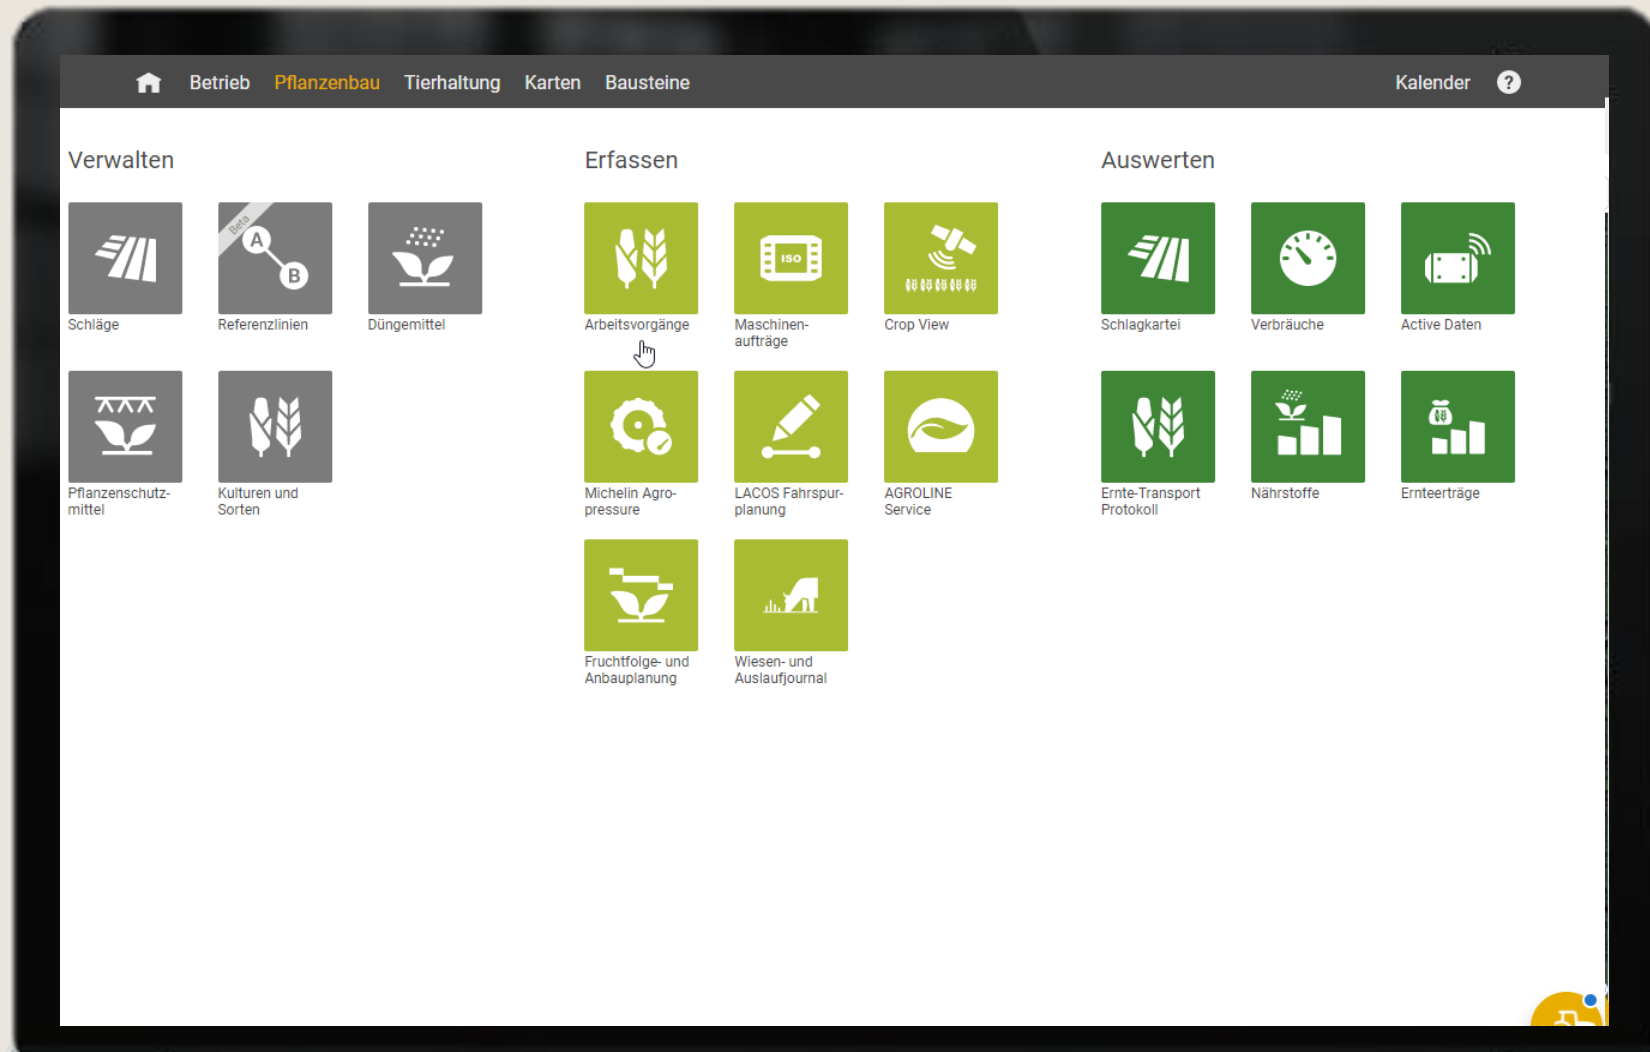 Betrieb Pflanzenbau Tierhaltung Karten Bausteine Kalender ?
Verwalten
Beta
A
B
Schläge
Referenzlinien
Düngemittel
Pflanzenschutz-
mittel
Kulturen und
Sorten
Erfassen
Arbeitsvorgänge
ISO
Maschinen-
aufträge
Crop View
Michelin Agro-
pressure
LACOS Fahrspur-
planung
AGROLINE
Service
Fruchtfolge- und
Anbauplanung
Wiesen- und
Auslaufjournal
Auswerten
Schlagkartei
Verbräuche
Active Daten
Ernte-Transport
Protokoll
Nährstoffe
Ernteerträge